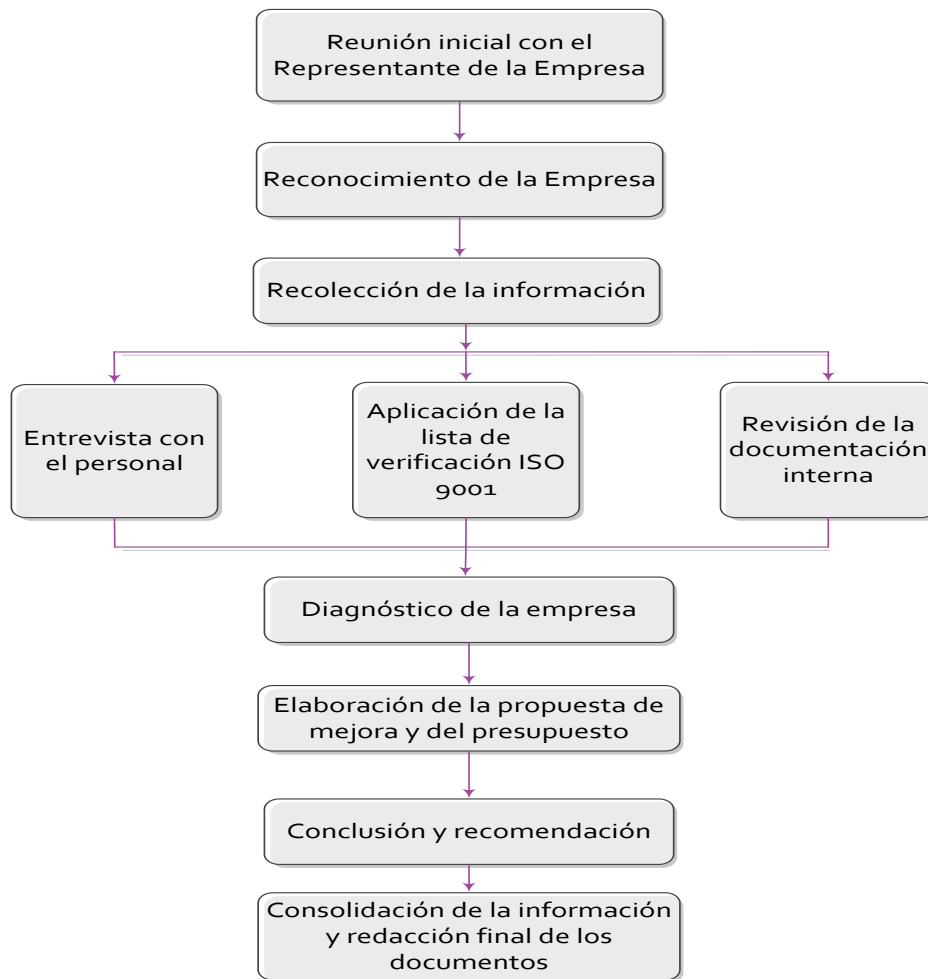 Reunión inicial con el
Representante de la Empresa
Reconocimiento de la Empresa
Recolección de la información
Entrevista con
el personal
Aplicación de la
lista de
verificación ISO
9001
Revisión de la
documentación
interna
Diagnóstico de la empresa
Elaboración de la propuesta de
mejora y del presupuesto
Conclusión y recomendación
Consolidación de la información
y redacción final de los
documentos